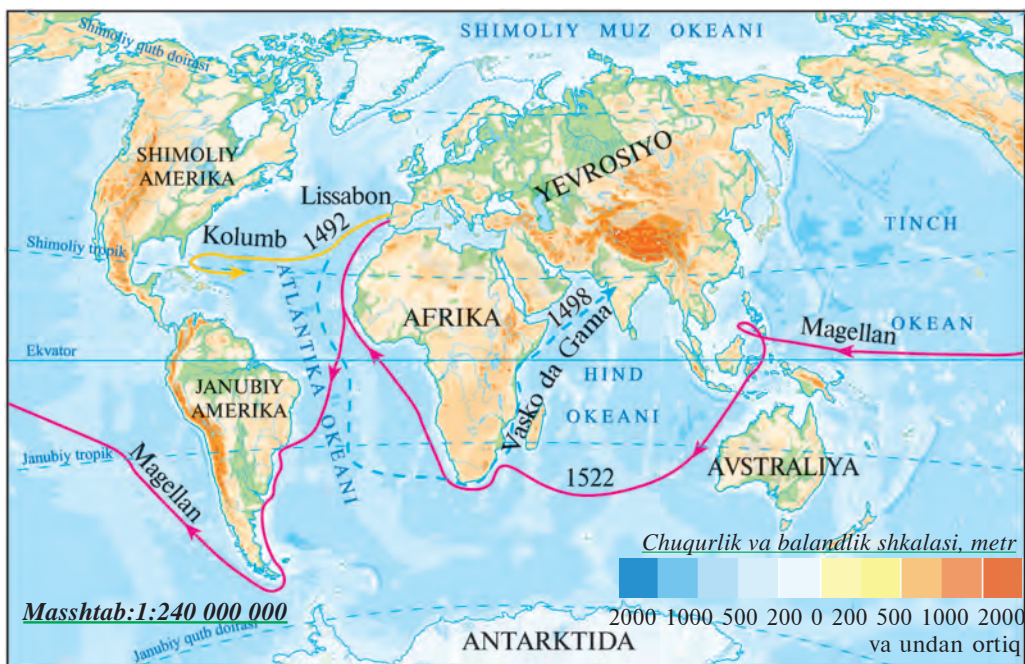 SHIMOLIY MUZ OKEANI
Shimoliy qutb doirasi
SHIMOLIY
AMERIKA
YEVROSIYO
Lissabon
Kolumb
1492
TINCH
Shimoliy tropik
ATLANTIKA OKEANI
AFRIKA
1498
Vasko da Gama
Magellan
OKEAN
Ekvator
HIND
OKEANI
JANUBIY
AMERIKA
Janubiy tropik
Magellan
1522
AVSTRALIYA
Chuqurlik va balandlik shkalasi, metr
2000 1000 500 200 0 200 500 1000 2000
va undan ortiq
Masshtab:1:240 000 000
Janubiy qutb doirasi
ANTARKTIDA